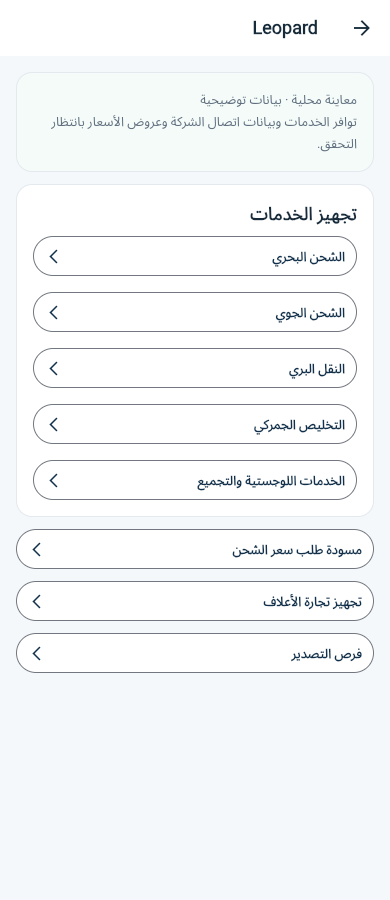 Leopard
معاينة محلية · بيانات توضيحية
توافر الخدمات وبيانات اتصال الشركة وعروض الأسعار بانتظار
التحقق.
تجهيز الخدمات
الشحن البحري
الشحن الجوي
النقل البري
التخليص الجمركي
الخدمات اللوجستية والتجميع
مسودة طلب سعر الشحن
تجهيز تجارة الأعلاف
فرص التصدير